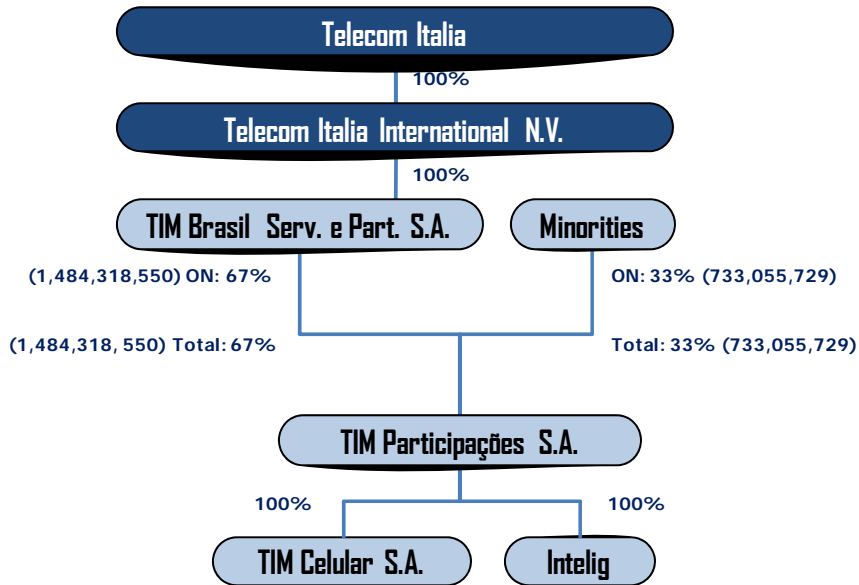 Telecom Italia
100%
Telecom Italia International N.V.
100%
TIM Brasil Serv. e Part. S.A.
Minorities
(1,484,318,550) ON: 67%
ON: 33% (733,055,729)
(1,484,318, 550) Total: 67%
Total: 33% (733,055,729)
TIM Participações S.A.
100%
100%
TIM Celular S.A.
Intelig